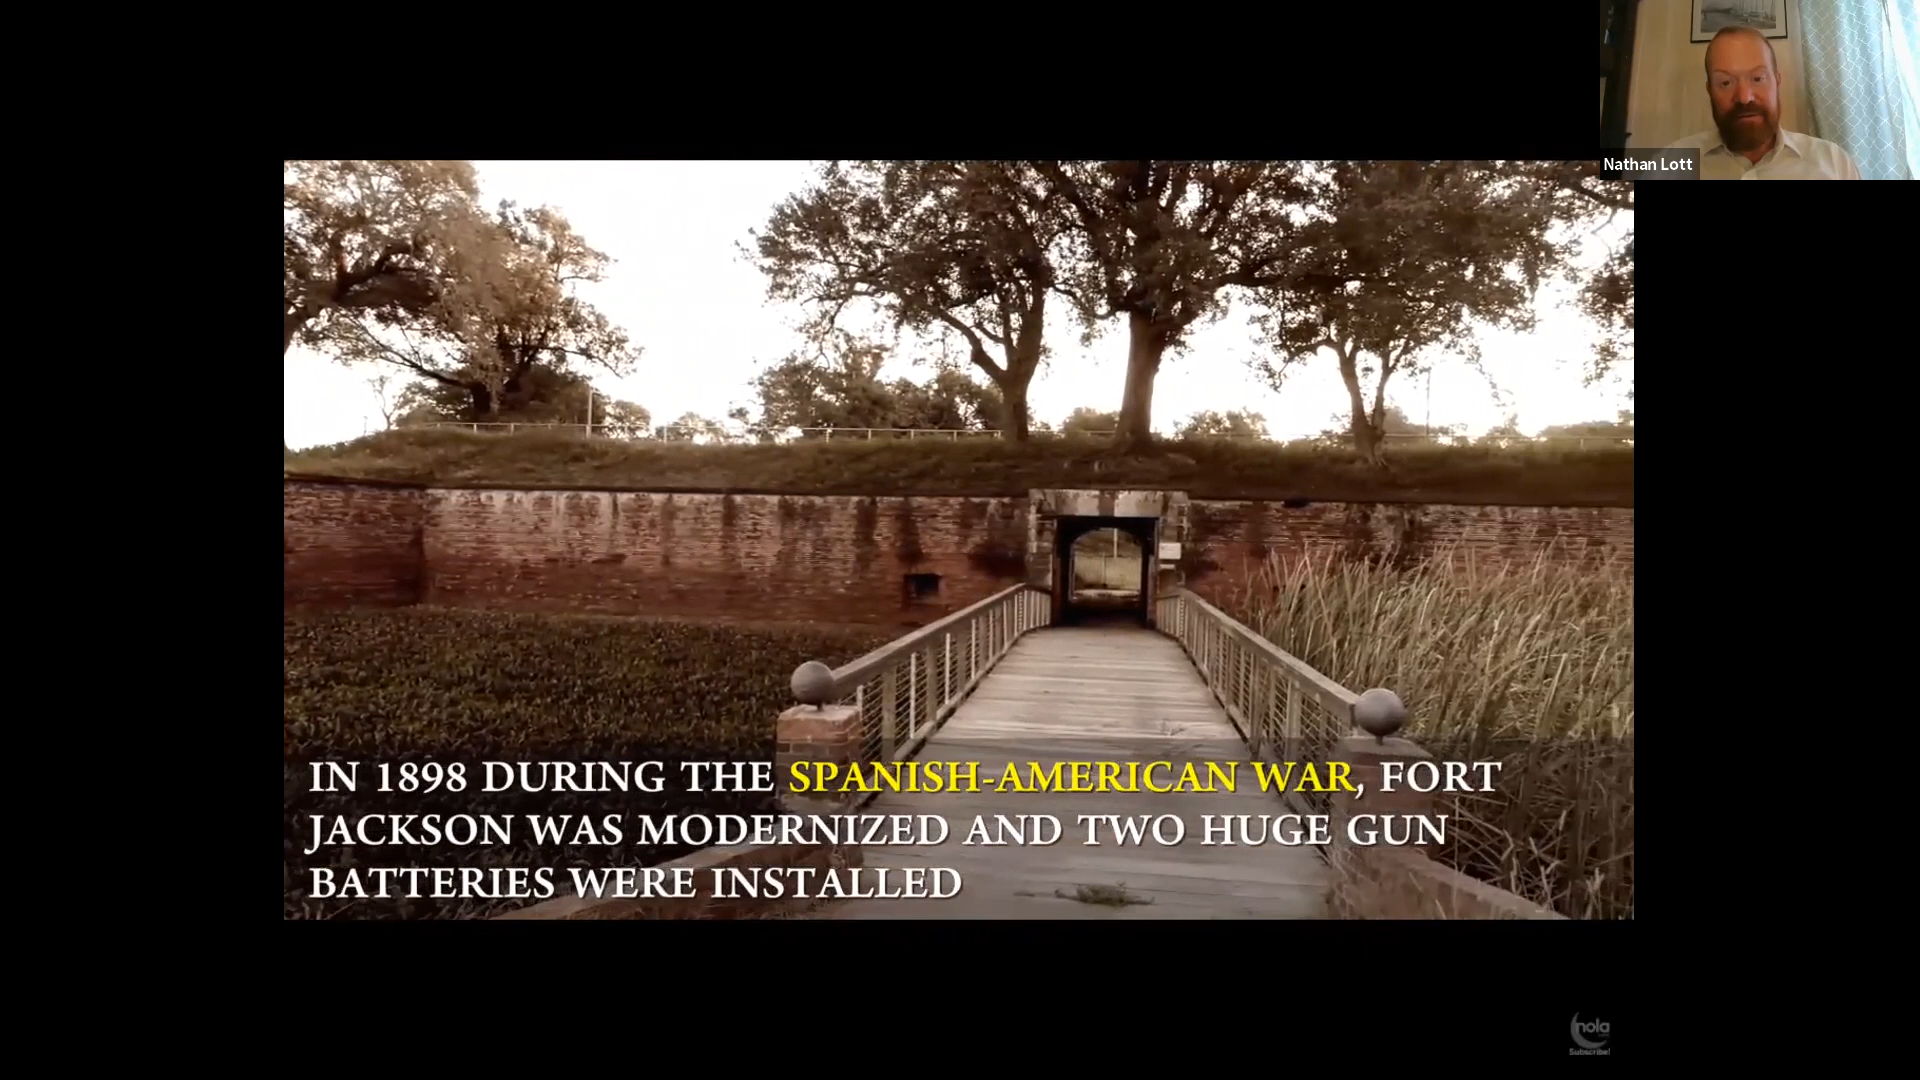 Nathan Lott
IN 1898 DURING THE SPANISH-AMERICAN WAR, FORT
JACKSON WAS MODERNIZED AND TWO HUGE GUN
BATTERIES WERE INSTALLED
nola
Subscribe!